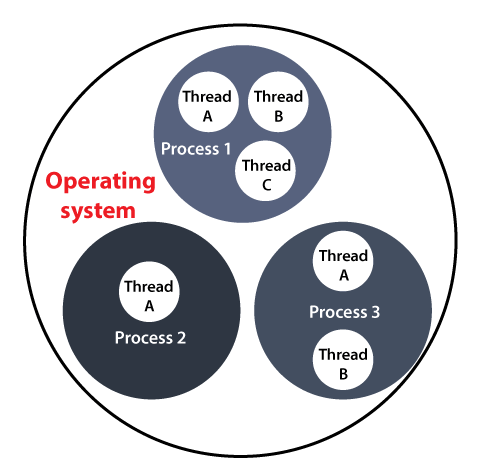 Thread
A
Thread
B
Process 1
Thread
C
Operating
system
Thread
A
Process 2
Thread
A
Process 3
Thread
B